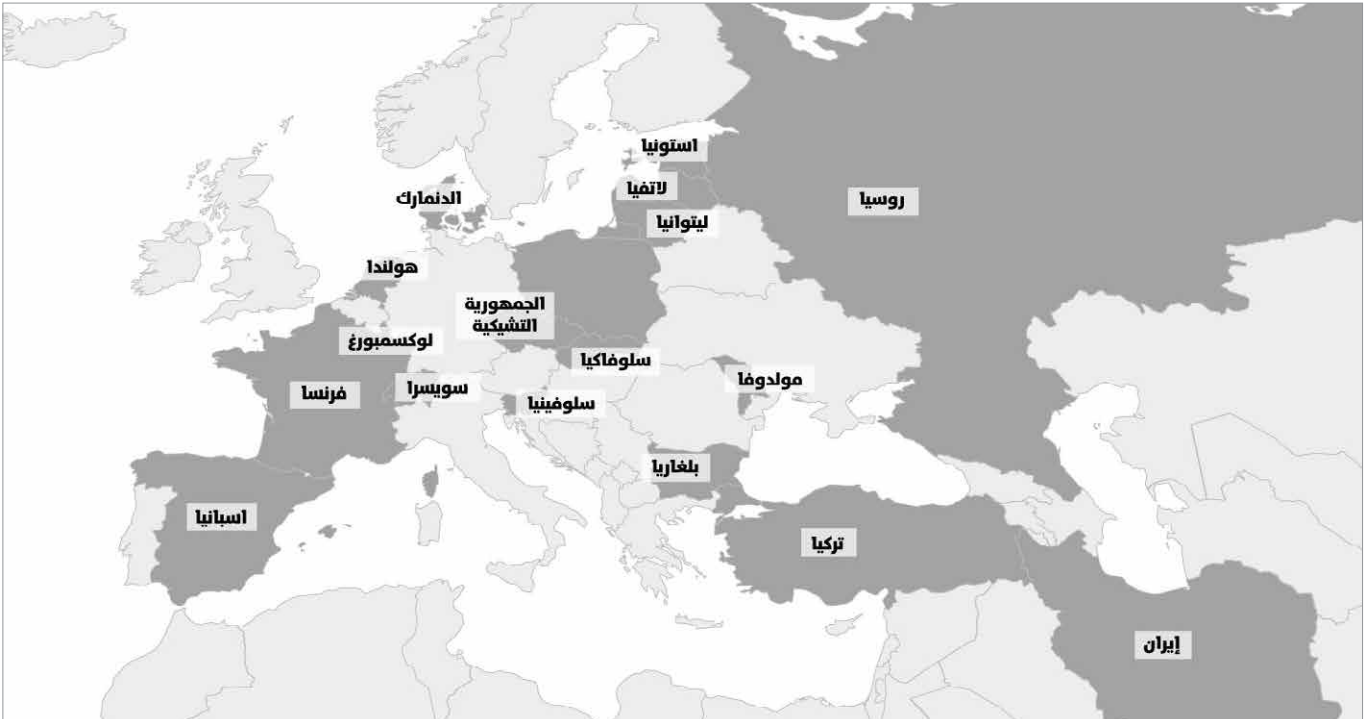 استونيا
لاتفيا
ليتوانيا
روسيا
الدنمارك
هولندا
الجمهورية
التشيكية
لوكسمبورغ
سلوفاكيا
مولدوفا
سويسرا
فرنسا
سلوفينيا
بلغاريا
اسبانيا
تركيا
إيران